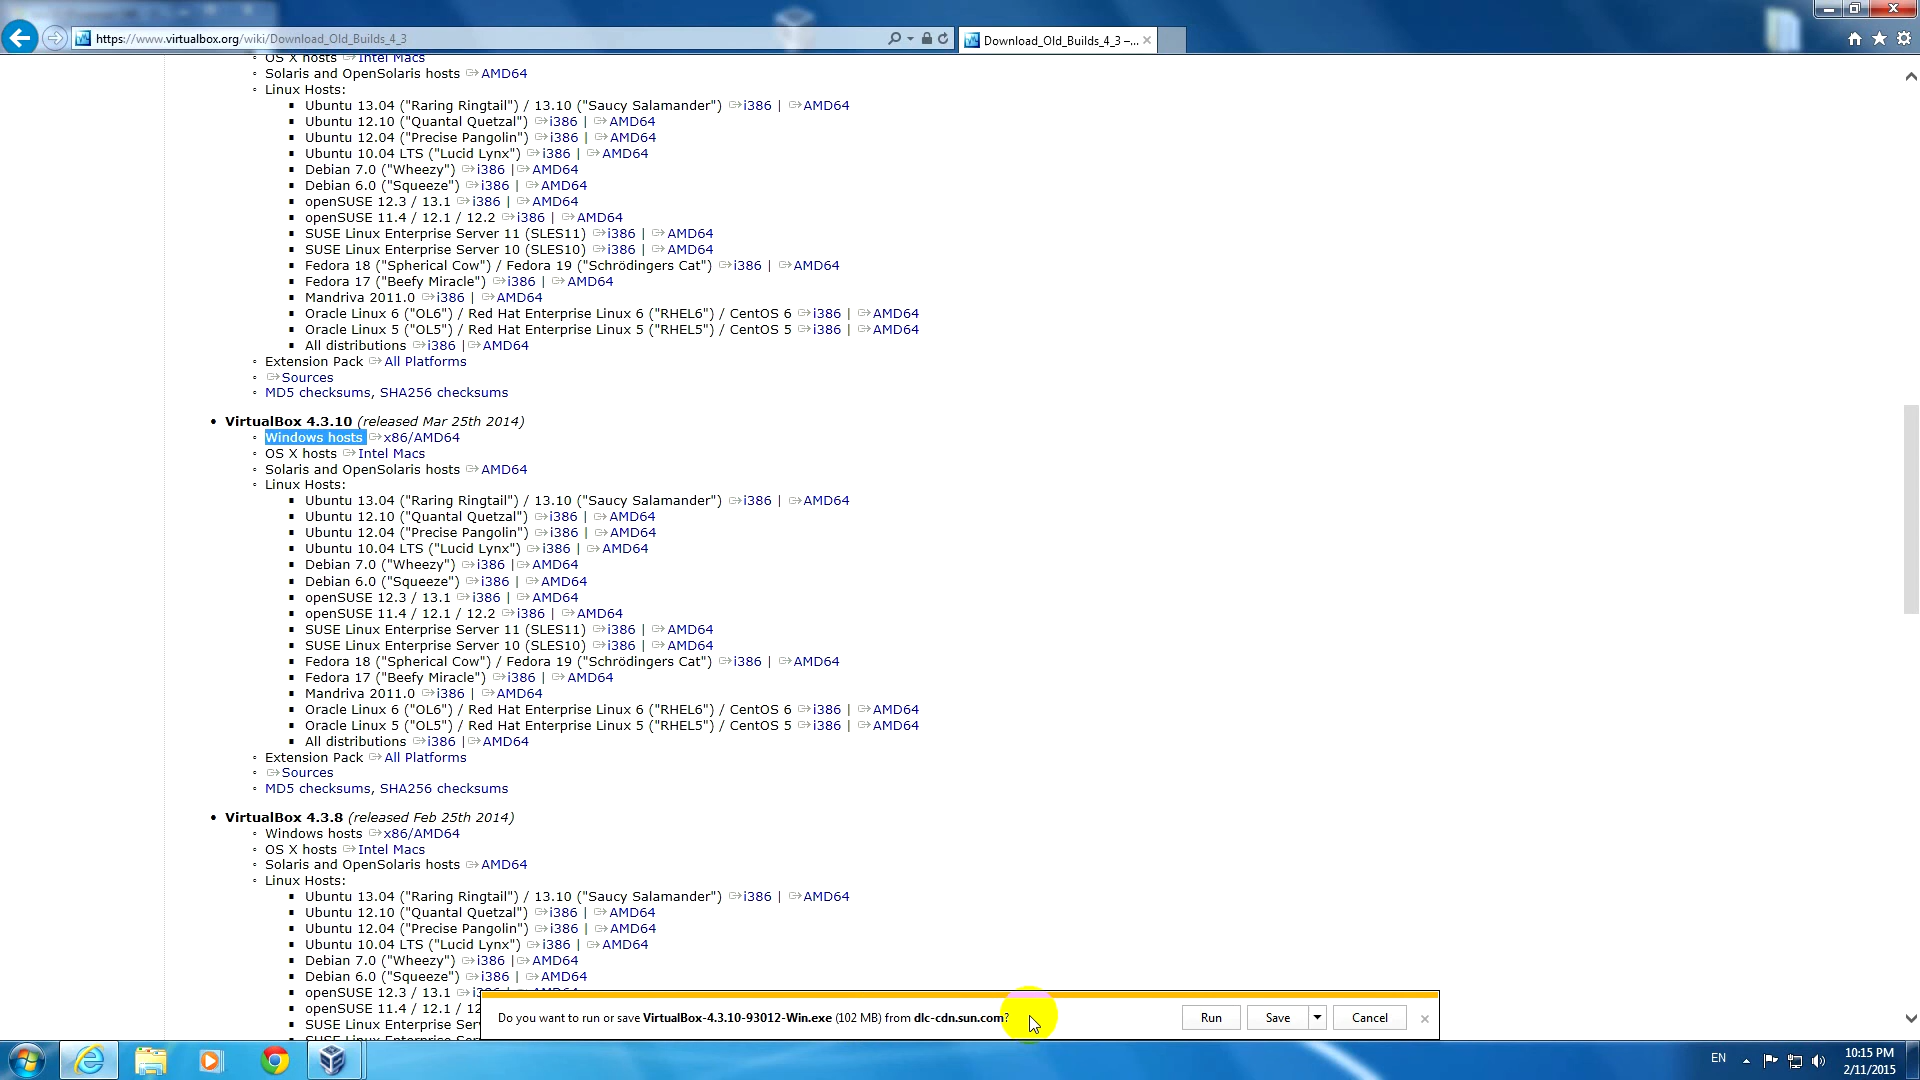 https://www.virtualbox.org/wiki/Download_Old_Builds_4_3
Download_Old_Builds_4_3 –...
OS X hosts Intel Macs
Solaris and OpenSolaris hosts AMD64
Linux Hosts:
Ubuntu 13.04 ("Raring Ringtail") / 13.10 ("Saucy Salamander") i386 | AMD64
Ubuntu 12.10 ("Quantal Quetzal") i386 | AMD64
Ubuntu 12.04 ("Precise Pangolin") i386 | AMD64
Ubuntu 10.04 LTS ("Lucid Lynx") i386 | AMD64
Debian 7.0 ("Wheezy") i386 | AMD64
Debian 6.0 ("Squeeze") i386 | AMD64
openSUSE 12.3 / 13.1 i386 | AMD64
openSUSE 11.4 / 12.1 / 12.2 i386 | AMD64
SUSE Linux Enterprise Server 11 (SLES11) i386 | AMD64
SUSE Linux Enterprise Server 10 (SLES10) i386 | AMD64
Fedora 18 ("Spherical Cow") / Fedora 19 ("Schrödingers Cat") i386 | AMD64
Fedora 17 ("Beefy Miracle") i386 | AMD64
Mandriva 2011.0 i386 | AMD64
Oracle Linux 6 ("OL6") / Red Hat Enterprise Linux 6 ("RHEL6") / CentOS 6 i386 | AMD64
Oracle Linux 5 ("OL5") / Red Hat Enterprise Linux 5 ("RHEL5") / CentOS 5 i386 | AMD64
All distributions i386 | AMD64
Extension Pack All Platforms
Sources
MD5 checksums, SHA256 checksums
VirtualBox 4.3.10 (released Mar 25th 2014)
Windows hosts x86/AMD64
OS X hosts Intel Macs
Solaris and OpenSolaris hosts AMD64
Linux Hosts:
Ubuntu 13.04 ("Raring Ringtail") / 13.10 ("Saucy Salamander") i386 | AMD64
Ubuntu 12.10 ("Quantal Quetzal") i386 | AMD64
Ubuntu 12.04 ("Precise Pangolin") i386 | AMD64
Ubuntu 10.04 LTS ("Lucid Lynx") i386 | AMD64
Debian 7.0 ("Wheezy") i386 | AMD64
Debian 6.0 ("Squeeze") i386 | AMD64
openSUSE 12.3 / 13.1 i386 | AMD64
openSUSE 11.4 / 12.1 / 12.2 i386 | AMD64
SUSE Linux Enterprise Server 11 (SLES11) i386 | AMD64
SUSE Linux Enterprise Server 10 (SLES10) i386 | AMD64
Fedora 18 ("Spherical Cow") / Fedora 19 ("Schrödingers Cat") i386 | AMD64
Fedora 17 ("Beefy Miracle") i386 | AMD64
Mandriva 2011.0 i386 | AMD64
Oracle Linux 6 ("OL6") / Red Hat Enterprise Linux 6 ("RHEL6") / CentOS 6 i386 | AMD64
Oracle Linux 5 ("OL5") / Red Hat Enterprise Linux 5 ("RHEL5") / CentOS 5 i386 | AMD64
All distributions i386 | AMD64
Extension Pack All Platforms
Sources
MD5 checksums, SHA256 checksums
VirtualBox 4.3.8 (released Feb 25th 2014)
Windows hosts x86/AMD64
OS X hosts Intel Macs
Solaris and OpenSolaris hosts AMD64
Linux Hosts:
Ubuntu 13.04 ("Raring Ringtail") / 13.10 ("Saucy Salamander") i386 | AMD64
Ubuntu 12.10 ("Quantal Quetzal") i386 | AMD64
Ubuntu 12.04 ("Precise Pangolin") i386 | AMD64
Ubuntu 10.04 LTS ("Lucid Lynx") i386 | AMD64
Debian 7.0 ("Wheezy") i386 | AMD64
Debian 6.0 ("Squeeze") i386 | AMD64
openSUSE 12.3 / 13.1
openSUSE 11.4 / 12.1 / 12
SUSE Linux Enterprise
Do you want to run or save VirtualBox-4.3.10-93012-Win.exe (102 MB) from dlc-cdn.sun.com?
Run
Save
Cancel
EN
10:15 PM
2/11/2015